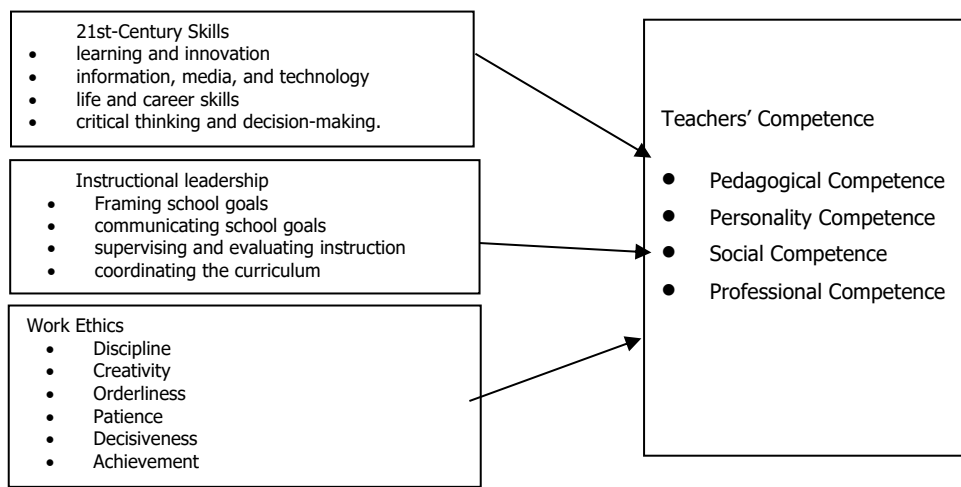 21st-Century Skills
• learning and innovation
• information, media, and technology
• life and career skills
• critical thinking and decision-making.
Instructional leadership
• Framing school goals
• communicating school goals
• supervising and evaluating instruction
• coordinating the curriculum
Work Ethics
• Discipline
• Creativity
• Orderliness
• Patience
• Decisiveness
• Achievement
Teachers’ Competence
• Pedagogical Competence
• Personality Competence
• Social Competence
• Professional Competence